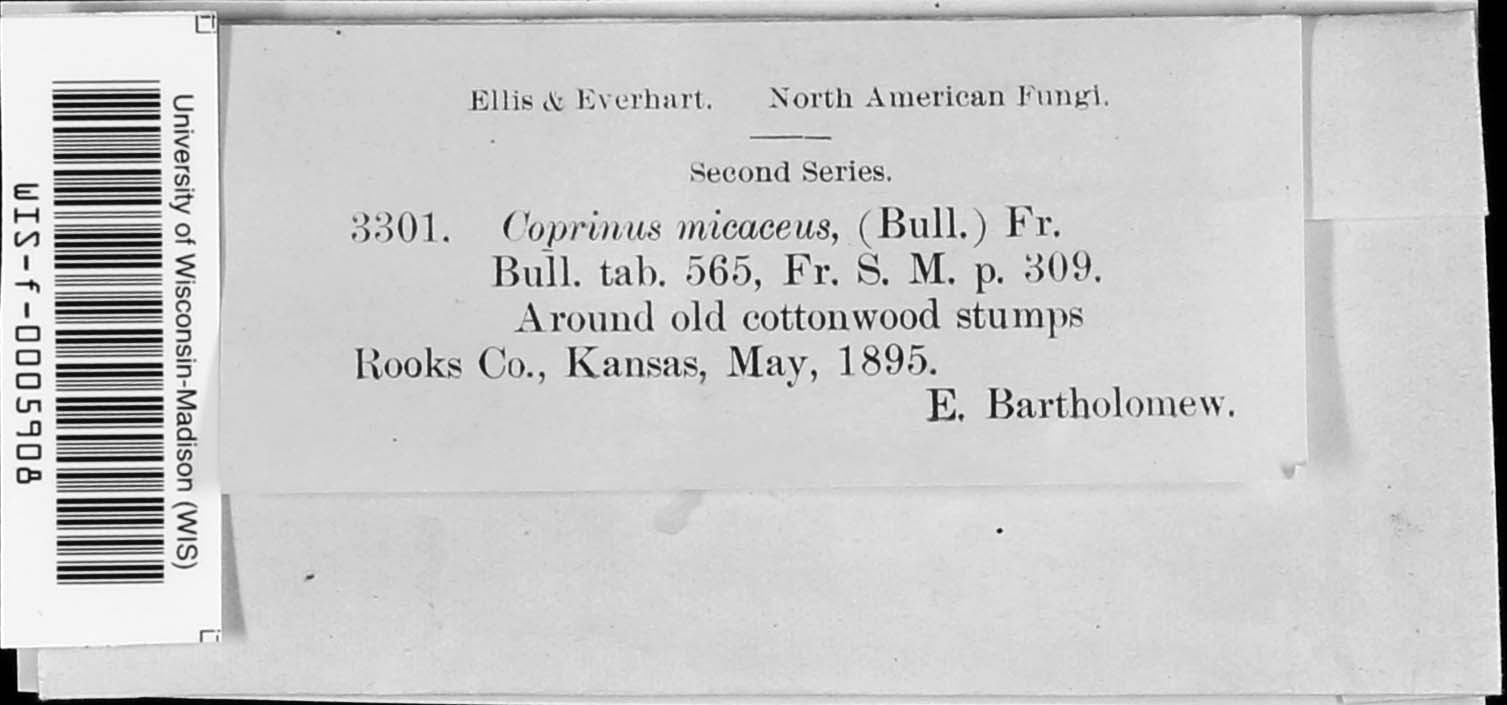 Ellis & Everhart. North American Fungi.
Second Series.
3301. Coprinus micaceus, (Bull.) Fr.
Bull. tab. 565, Fr. S. M. p. 309.
Around old cottonwood stumps
Rooks Co., Kansas, May, 1895.
E. Bartholomew.
University of Wisconsin-Madison (WIS)
WIS-f-0005908